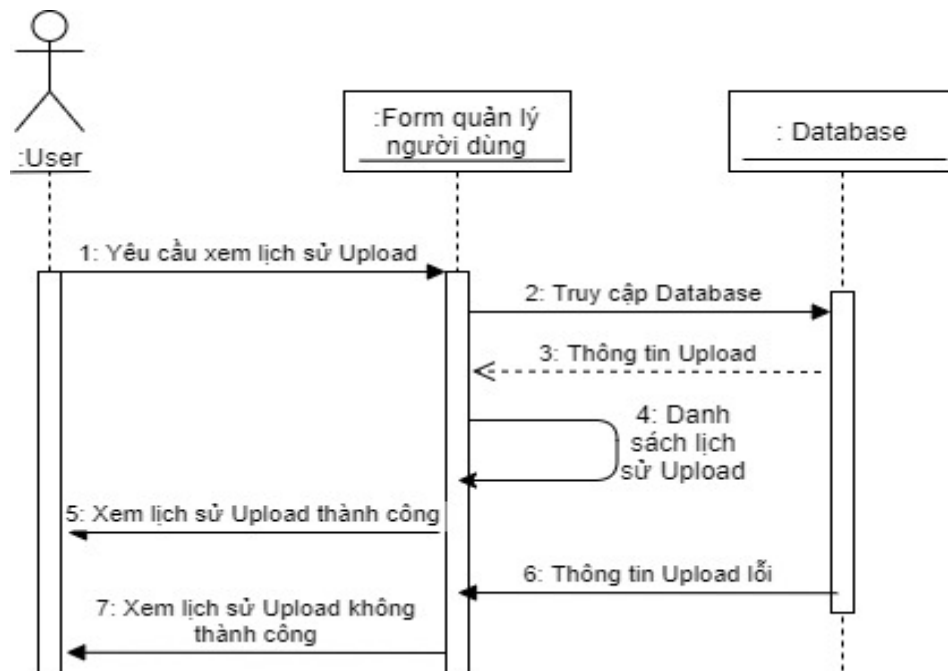 :User
:Form quản lý
người dùng
: Database
1: Yêu cầu xem lịch sử Upload
2: Truy cập Database
3: Thông tin Upload
4: Danh
sách lịch
sử Upload
5: Xem lịch sử Upload thành công
6: Thông tin Upload lỗi
7: Xem lịch sử Upload không
thành công